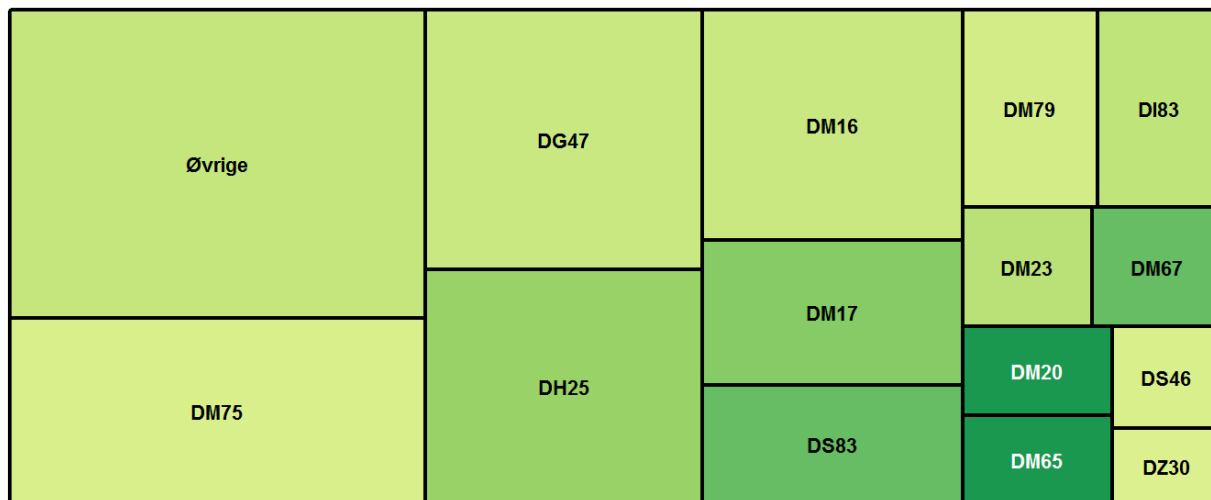 Øvrige
DM75
DG47
DH25
DM16
DM17
DS83
DM79
DI83
DM23
DM67
DM20
DM65
DS46
DZ30